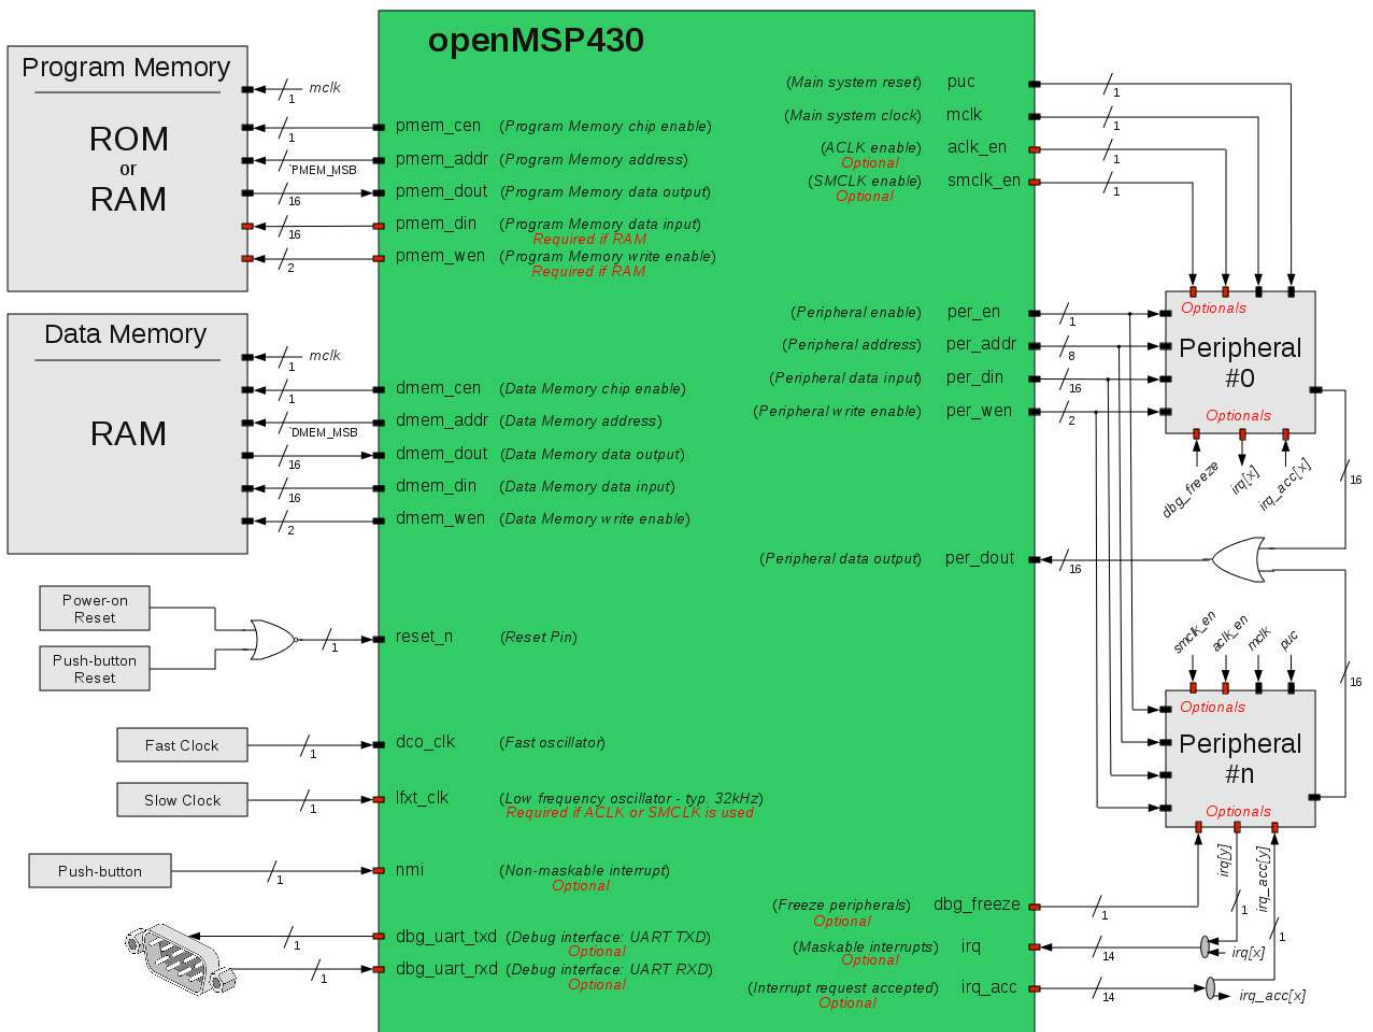 openMSP430
Program Memory
ROM
or
RAM
mclk
1
1
`PMEM_MSB
16
16
2
pmem_cen (Program Memory chip enable)
pmem_addr (Program Memory address)
pmem_dout (Program Memory data output)
pmem_din (Program Memory data input)
Required if RAM
pmem_wen (Program Memory write enable)
Required if RAM
Data Memory
RAM
mclk
1
1
`DMEM_MSB
16
16
2
dmem_cen (Data Memory chip enable)
dmem_addr (Data Memory address)
dmem_dout (Data Memory data output)
dmem_din (Data Memory data input)
dmem_wen (Data Memory write enable)
Power-on
Reset
Push-button
Reset
1
reset_n (Reset Pin)
Fast Clock
1
dco_clk (Fast oscillator)
Slow Clock
1
lfxt_clk (Low frequency oscillator - typ. 32kHz)
Required if ACLK or SMCLK is used
Push-button
1
nmi (Non-maskable interrupt)
Optional
1
dbg_uart_txd (Debug interface: UART TXD)
Optional
1
dbg_uart_rxd (Debug interface: UART RXD)
Optional
(Main system reset) puc
1
(Main system clock) mclk
1
(ACLK enable) aclk_en
Optional
1
(SMCLK enable) smclk_en
Optional
1
(Peripheral enable) per_en
1
(Peripheral address) per_addr
8
(Peripheral data input) per_din
16
(Peripheral write enable) per_wen
2
Optionals
Peripheral
#0
Optionals
dbg_freeze
irq[x]
irq_acc[x]
16
(Peripheral data output) per_dout
16
smclk_en
aclk_en
mclk
puc
16
Optionals
Peripheral
#n
Optionals
irq[y]
irq_acc[y]
1
1
(Freeze peripherals) dbg_freeze
Optional
1
(Maskable interrupts) irq
Optional
14
irq[x]
(Interrupt request accepted) irq_acc
Optional
14
irq_acc[x]